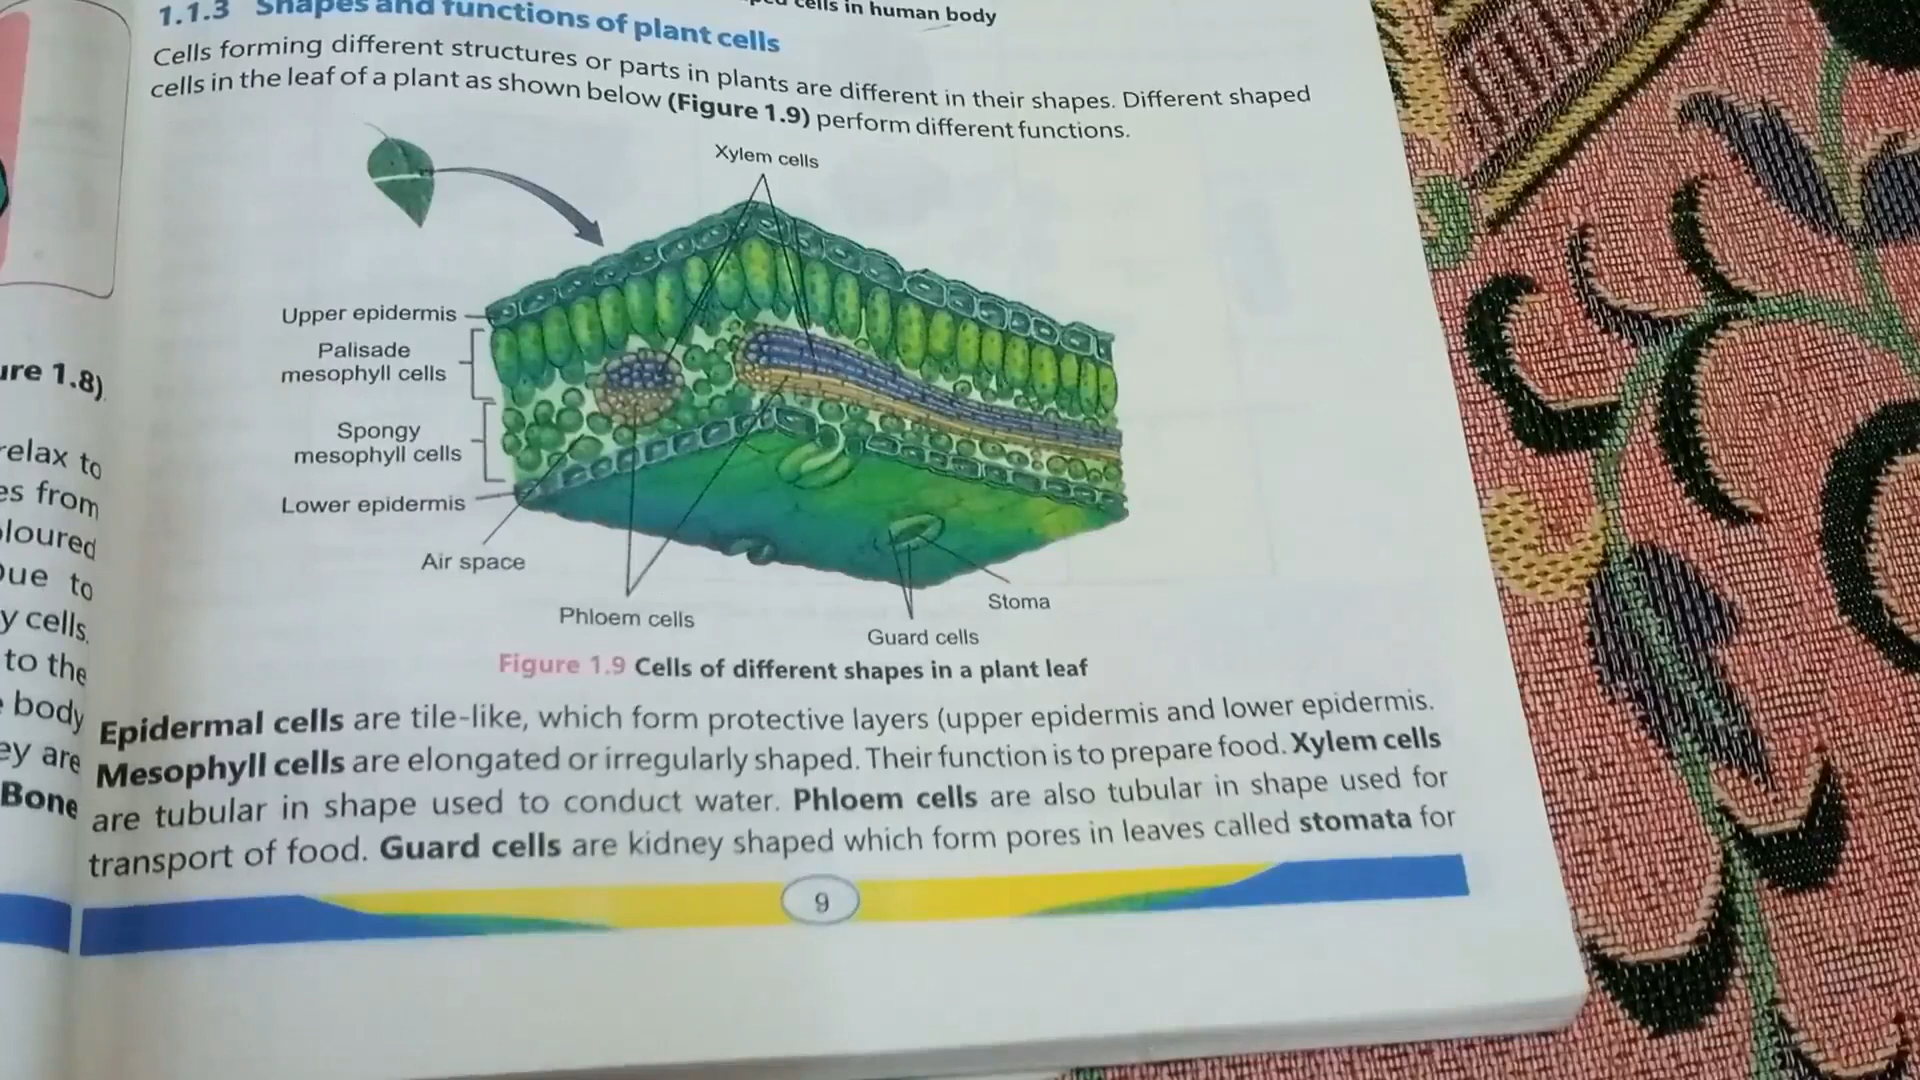 cells in human body
1.1.3 Shapes and functions of plant cells
Cells forming different structures or parts in plants are different in their shapes. Different shaped
cells in the leaf of a plant as shown below (Figure 1.9) perform different functions.
Xylem cells
Upper epidermis
Palisade
mesophyll cells
Spongy
mesophyll cells
Lower epidermis
Air space
Phloem cells
Stoma
Guard cells
Figure 1.9 Cells of different shapes in a plant leaf
Epidermal cells are tile-like, which form protective layers (upper epidermis and lower epidermis.
Mesophyll cells are elongated or irregularly shaped. Their function is to prepare food. Xylem cells
are tubular in shape used to conduct water. Phloem cells are also tubular in shape used for
transport of food. Guard cells are kidney shaped which form pores in leaves called stomata for
9
1.8)
relax to
from
to
cells.
to the
body
are
Bone